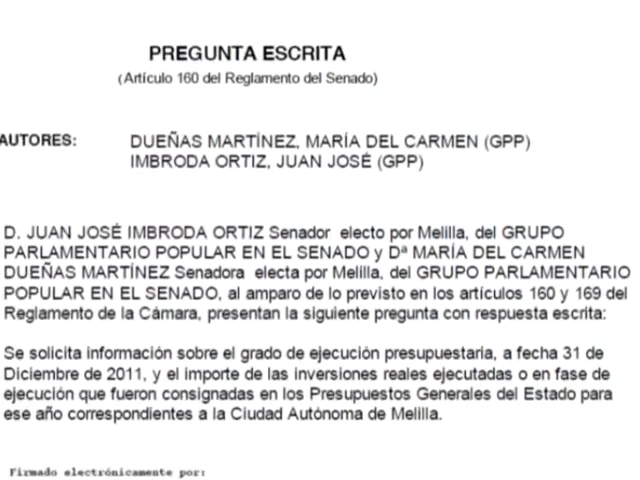 PREGUNTA ESCRITA
(Artículo 160 del Reglamento del Senado)
AUTORES: DUEÑAS MARTÍNEZ, MARÍA DEL CARMEN (GPP)
IMBRODA ORTIZ, JUAN JOSÉ (GPP)
D. JUAN JOSÉ IMBRODA ORTIZ Senador electo por Melilla, del GRUPO
PARLAMENTARIO POPULAR EN EL SENADO y Dª MARÍA DEL CARMEN
DUEÑAS MARTÍNEZ Senadora electa por Melilla, del GRUPO PARLAMENTARIO
POPULAR EN EL SENADO, al amparo de lo previsto en los artículos 160 y 169 del
Reglamento de la Cámara, presentan la siguiente pregunta con respuesta escrita:
Se solicita información sobre el grado de ejecución presupuestaria, a fecha 31 de
Diciembre de 2011, y el importe de las inversiones reales ejecutadas o en fase de
ejecución que fueron consignadas en los Presupuestos Generales del Estado para
ese año correspondientes a la Ciudad Autónoma de Melilla.
Firmado electrónicamente por: